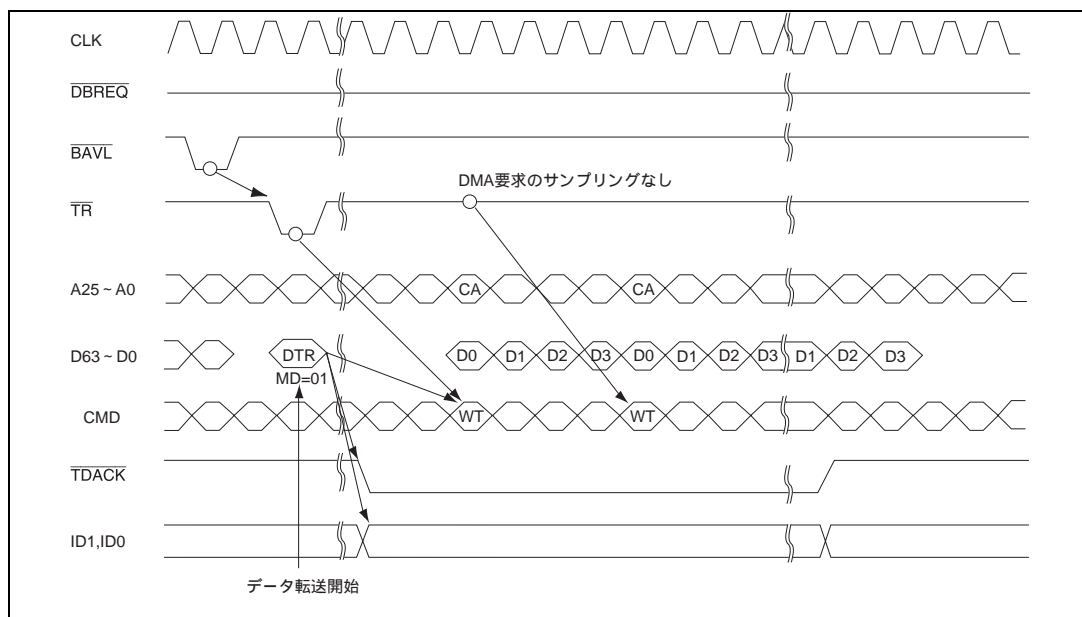 CLK
DBREQ
BAVL
DMA要求のサンプリングなし
TR
A25～A0 CA CA
D63～D0 DTR D0 D1 D2 D3 D0 D1 D2 D3 D1 D2 D3
MD=01
CMD WT WT
TDACK
ID1,ID0
データ転送開始